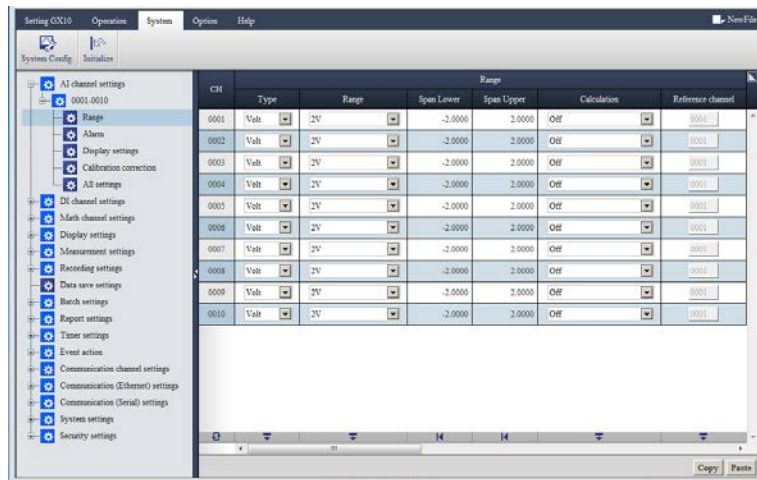 Setting GX10 Operation System Option Help NewFile
System Config. Initialize
AI channel settings
0001-0010
Range
Alarm
Display settings
Calibration correction
All settings
DI channel settings
Math channel settings
Display settings
Measurement settings
Recording settings
Data save settings
Batch settings
Report settings
Timer settings
Event action
Communication channel settings
Communication (Ethernet) settings
Communication (Serial) settings
System settings
Security settings
CH Range
Type Range Span Lower Span Upper Calculation Reference channel
0001 Volt 2V -2.0000 2.0000 Off 0001
0002 Volt 2V -2.0000 2.0000 Off 0001
0003 Volt 2V -2.0000 2.0000 Off 0001
0004 Volt 2V -2.0000 2.0000 Off 0001
0005 Volt 2V -2.0000 2.0000 Off 0001
0006 Volt 2V -2.0000 2.0000 Off 0001
0007 Volt 2V -2.0000 2.0000 Off 0001
0008 Volt 2V -2.0000 2.0000 Off 0001
0009 Volt 2V -2.0000 2.0000 Off 0001
0010 Volt 2V -2.0000 2.0000 Off 0001
Copy Paste